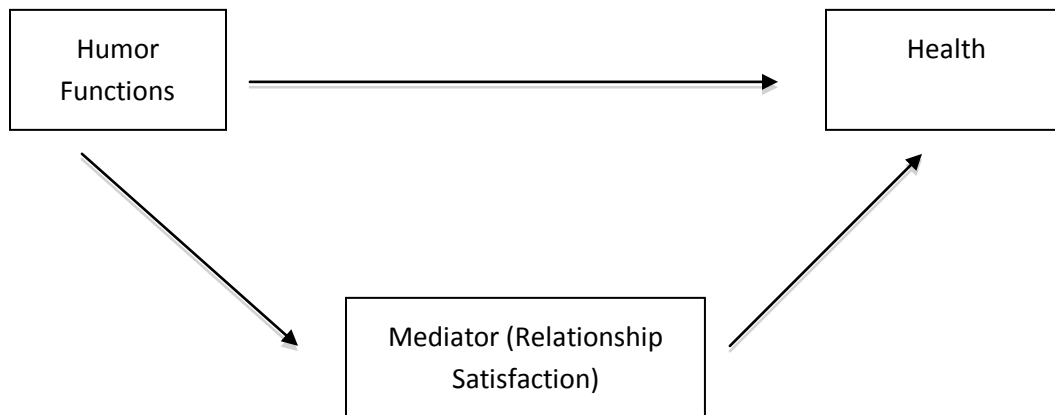 Humor
Functions
Health
Mediator (Relationship
Satisfaction)